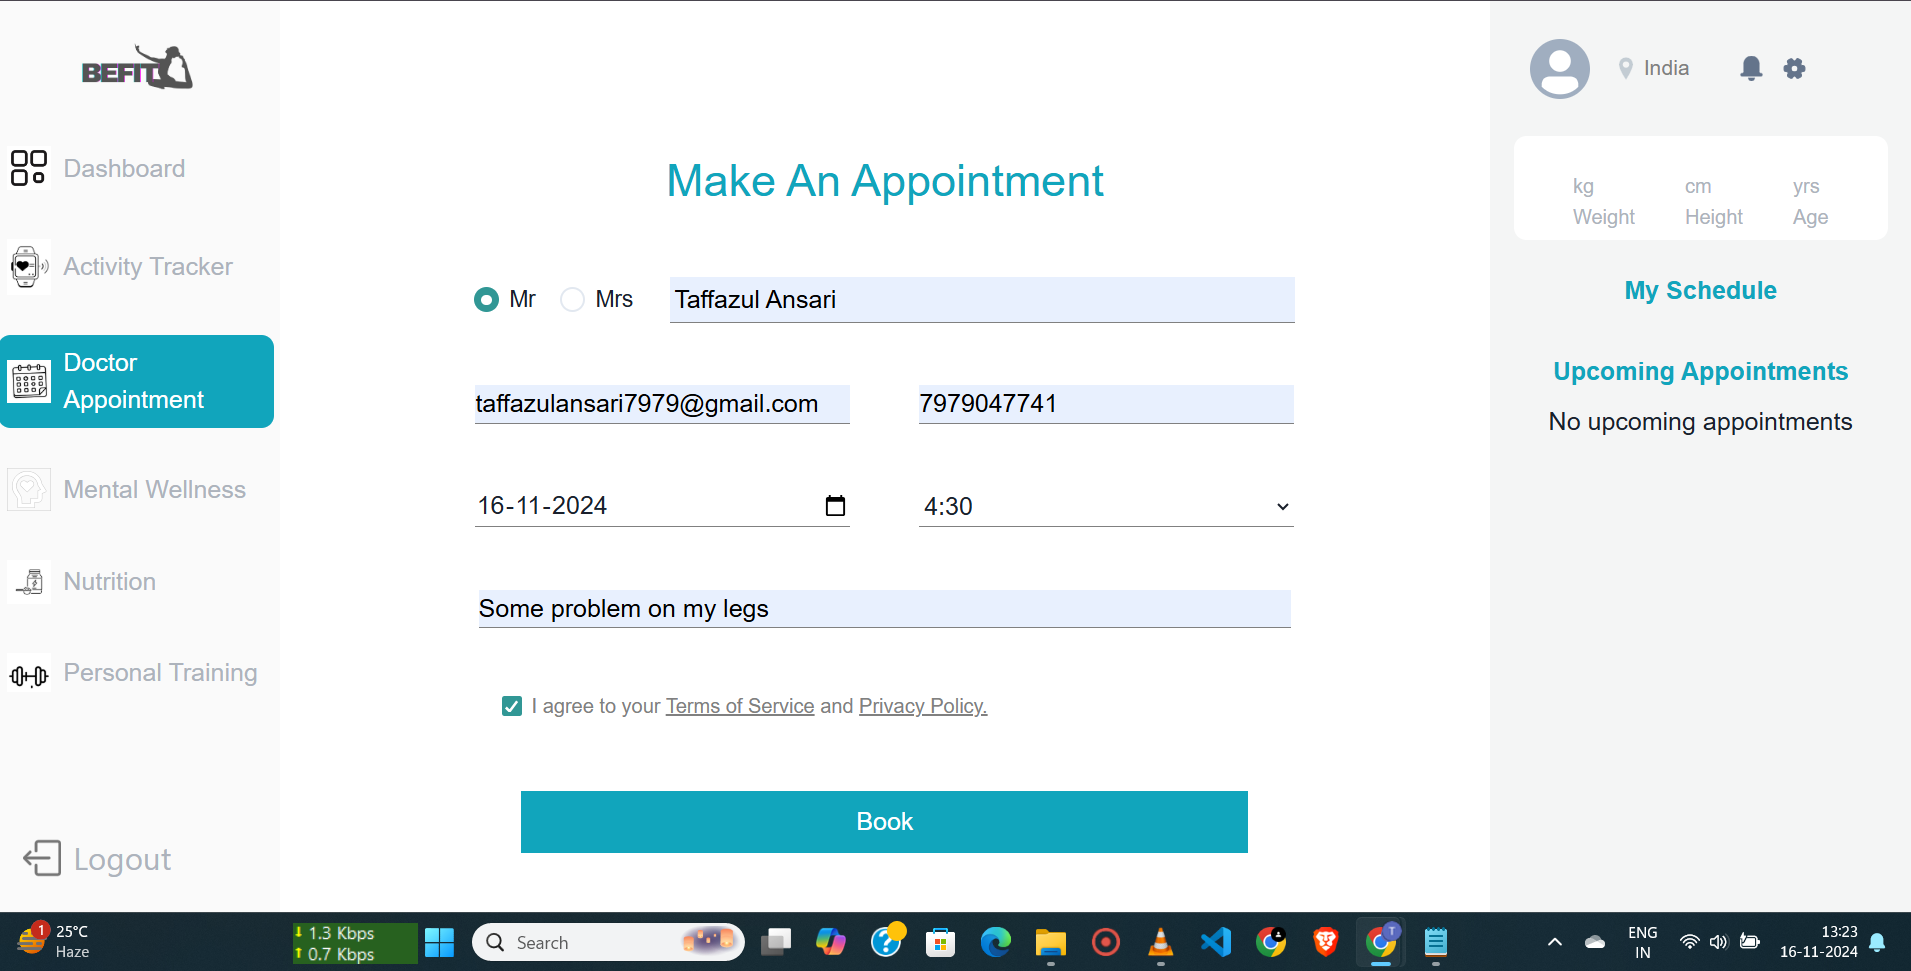 BEFIT
Dashboard
Activity Tracker
Doctor
Appointment
Mental Wellness
Nutrition
Personal Training
Logout
Make An Appointment
Mr Mrs Taffazul Ansari
taffazulansari7979@gmail.com 7979047741
16-11-2024 4:30
Some problem on my legs
I agree to your Terms of Service and Privacy Policy.
Book
India
kg cm yrs
Weight Height Age
My Schedule
Upcoming Appointments
No upcoming appointments
1
25°C
Haze
1.3 Kbps
0.7 Kbps
Search
T
ENG
IN
13:23
16-11-2024